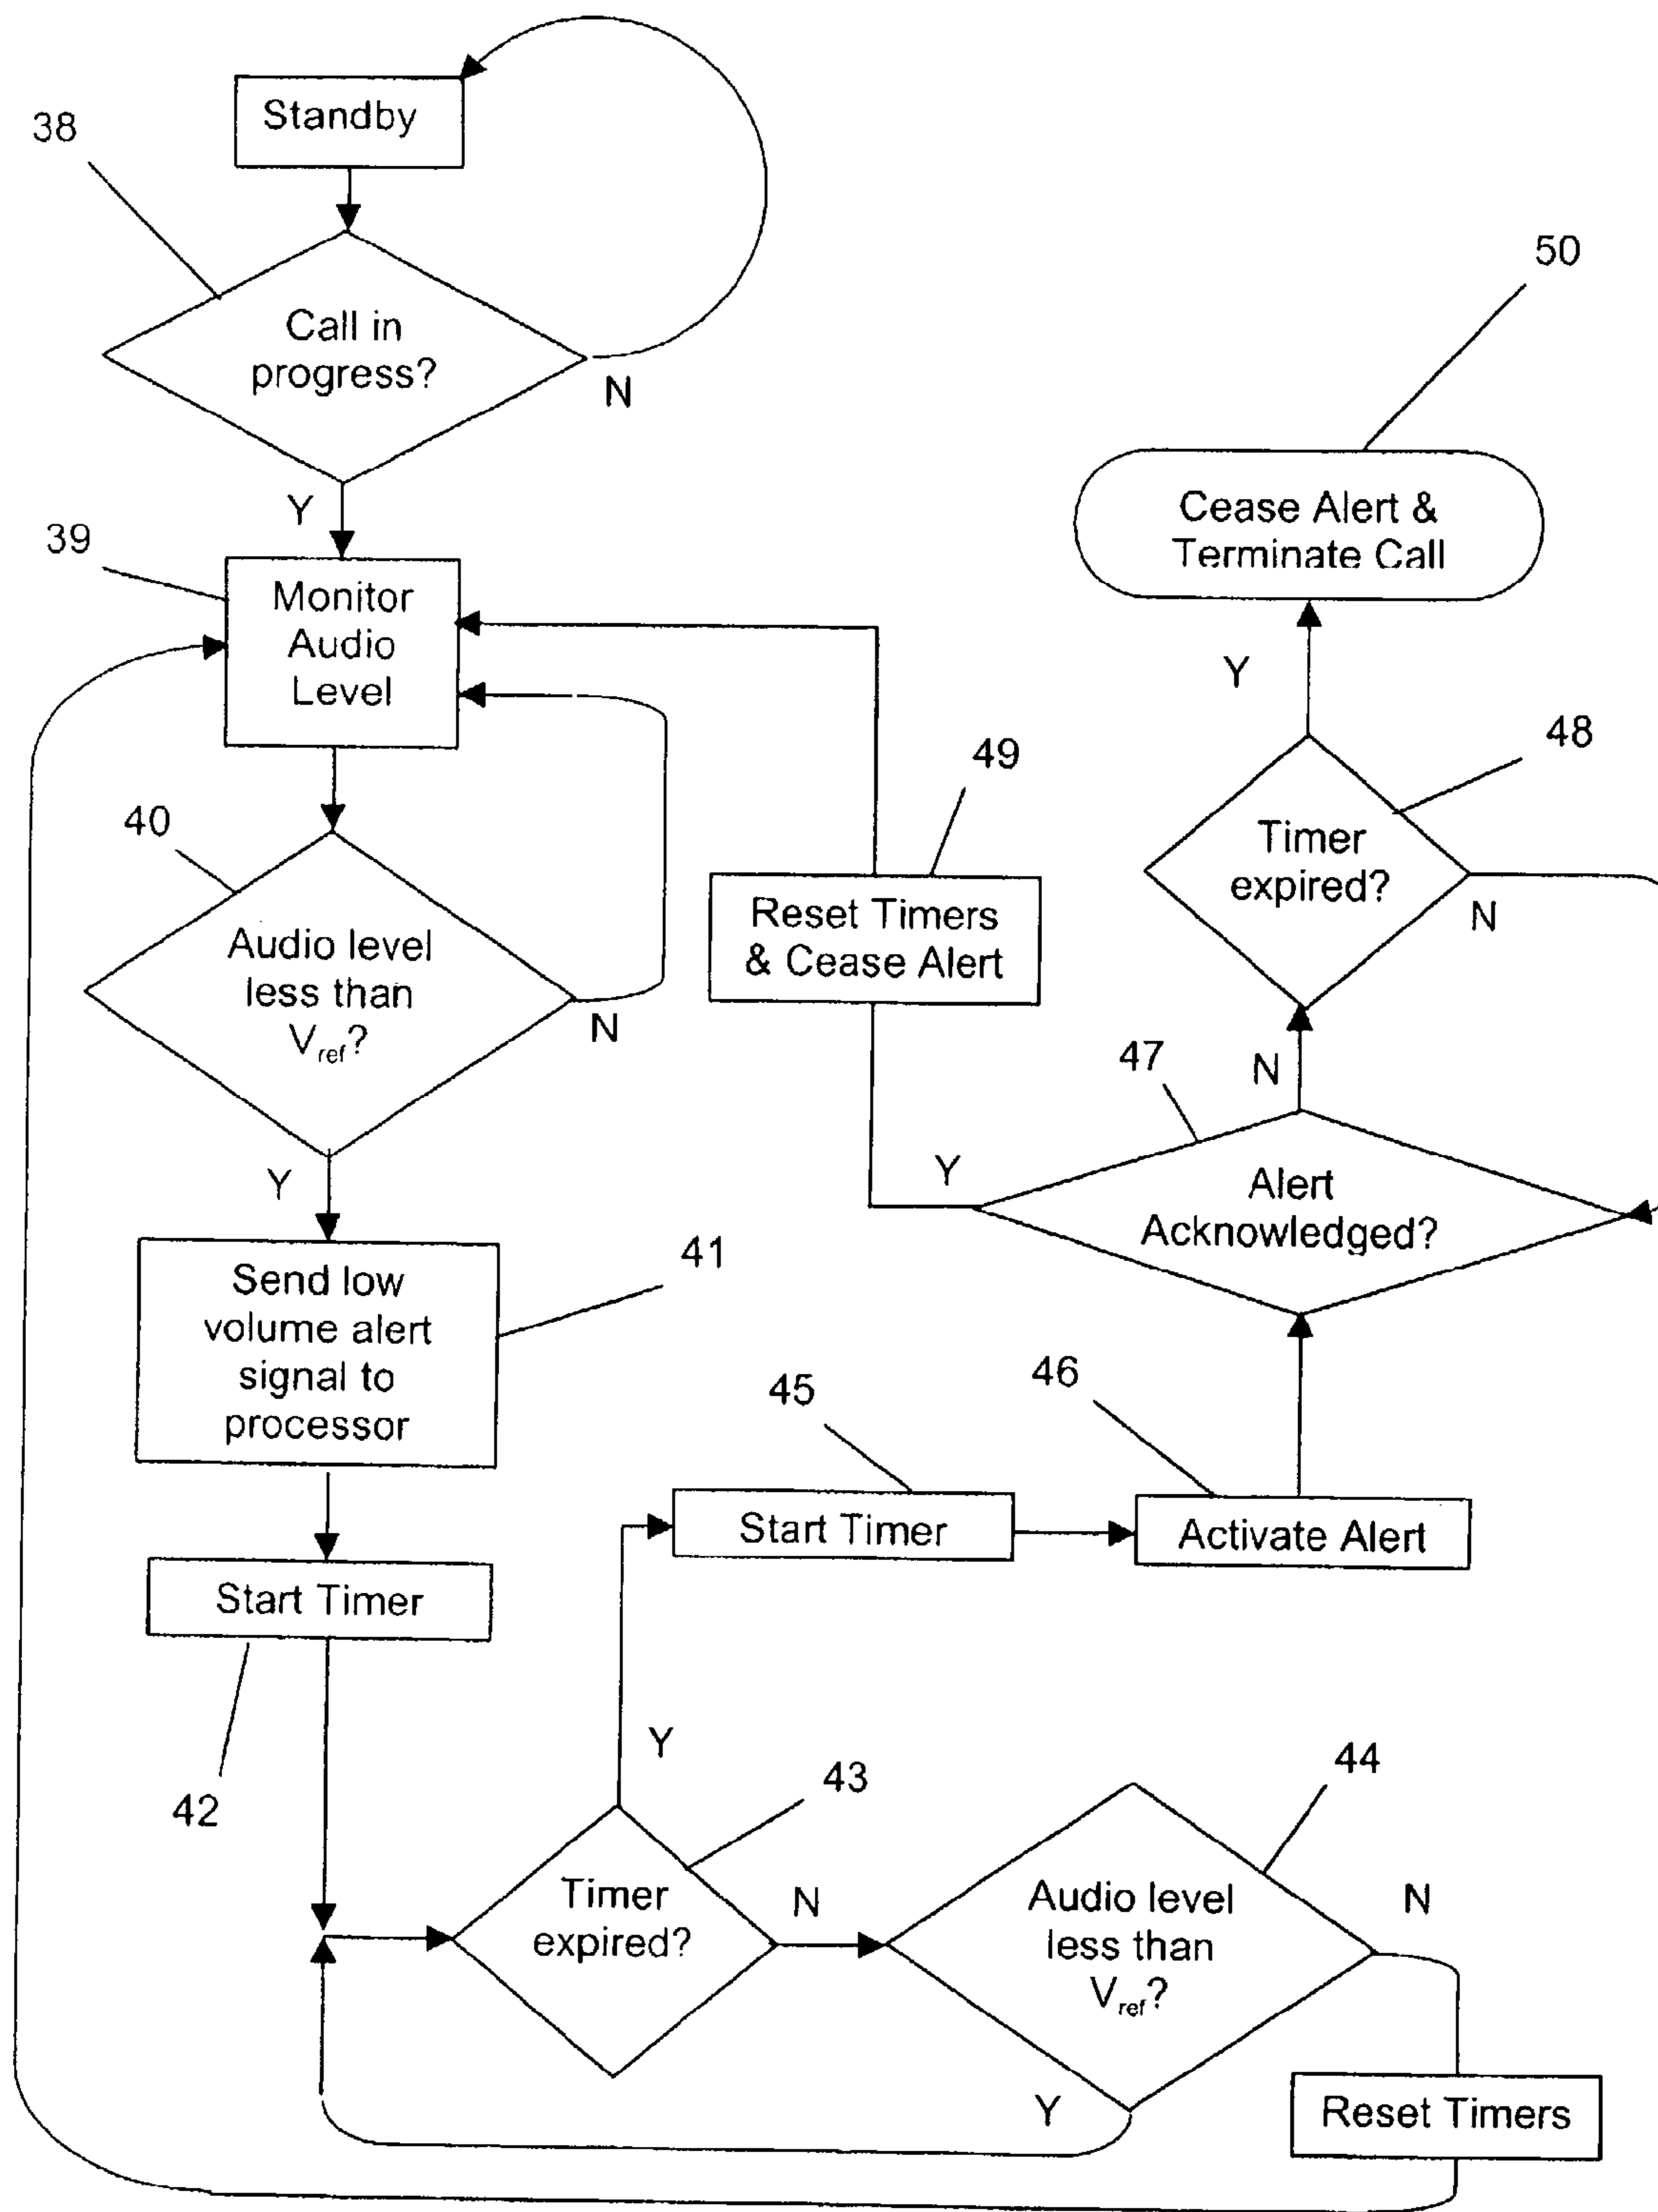 Standby
38
Call in
progress?
N
Y
50
Cease Alert &
Terminate Call
39
Monitor
Audio
Level
Y
48
Timer
expired?
N
49
Reset Timers
& Cease Alert
40
Audio level
less than
Vref?
N
Y
47
N
Y
Alert
Acknowledged?
41
Send low
volume alert
signal to
processor
45
46
Start Timer
Activate Alert
Start Timer
42
Y
43
44
Timer
expired?
N
Audio level
less than
Vref?
N
Y
Reset Timers